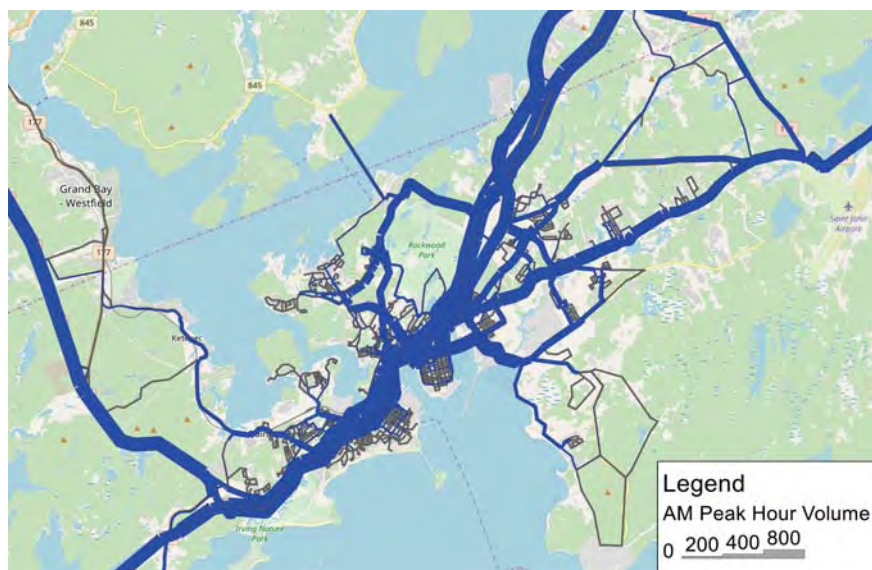 845
845
177
Grand Bay
- Westfield
177
Rockwood
Park
Saint John
Airport
Irving Nature
Park
Legend
AM Peak Hour Volume
0 200 400 800